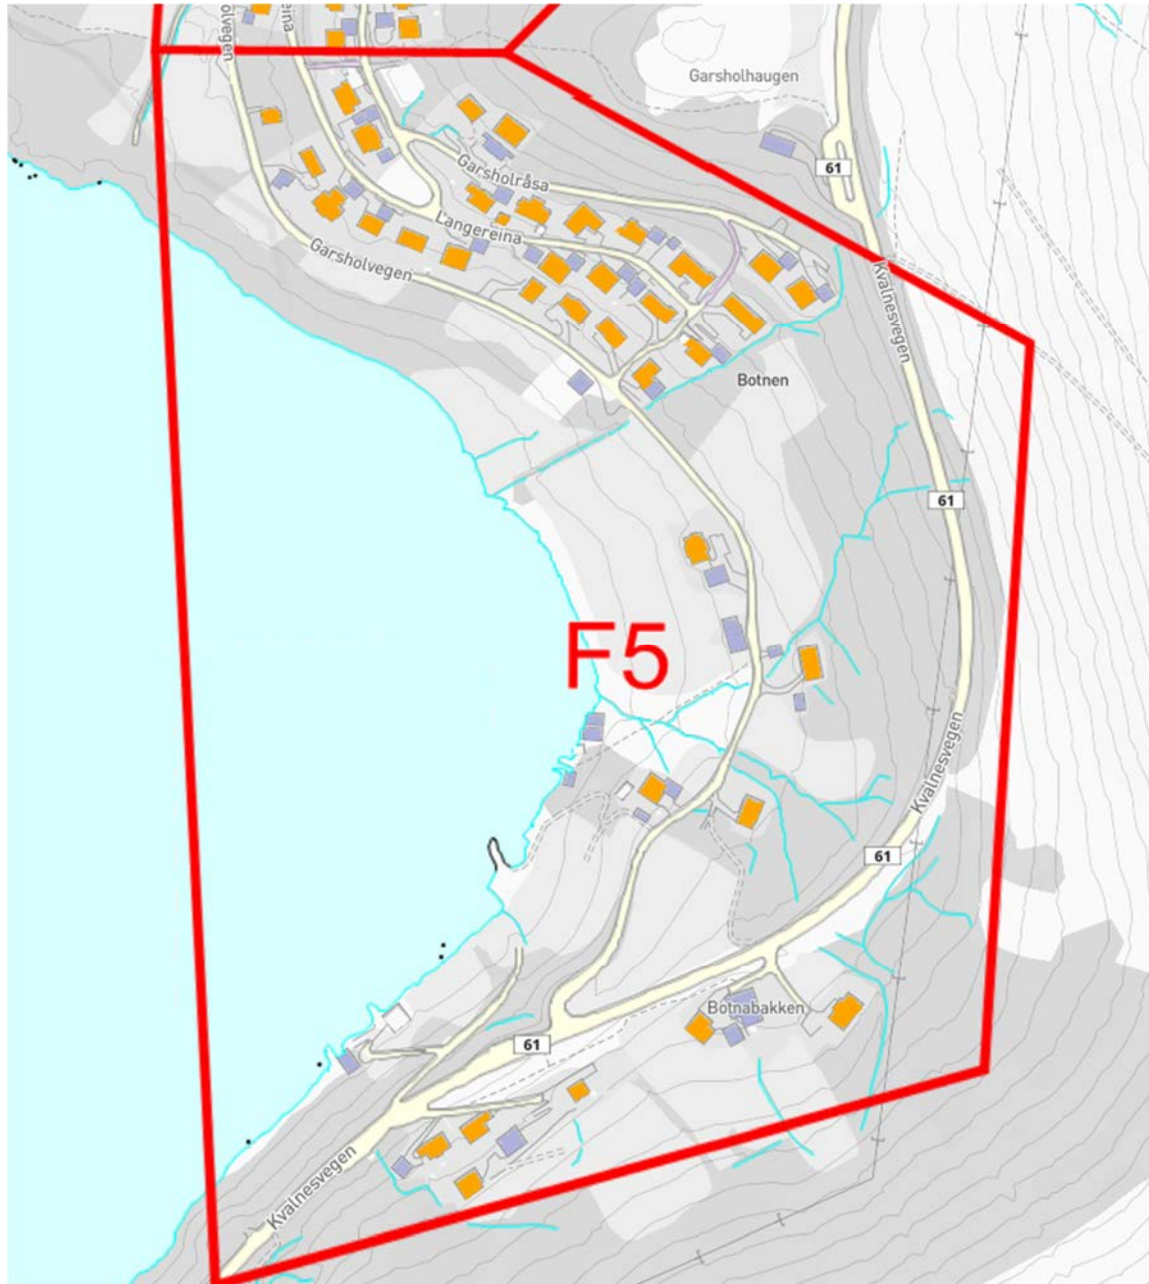 olvegen
eina
Garsholhaugen
61
Garsholråsa
Langereina
Garsholvegen
Kvalnesvegen
Botnen
61
F5
Kvalnesvegen
61
Botnabakken
61
Kvalnesvegen